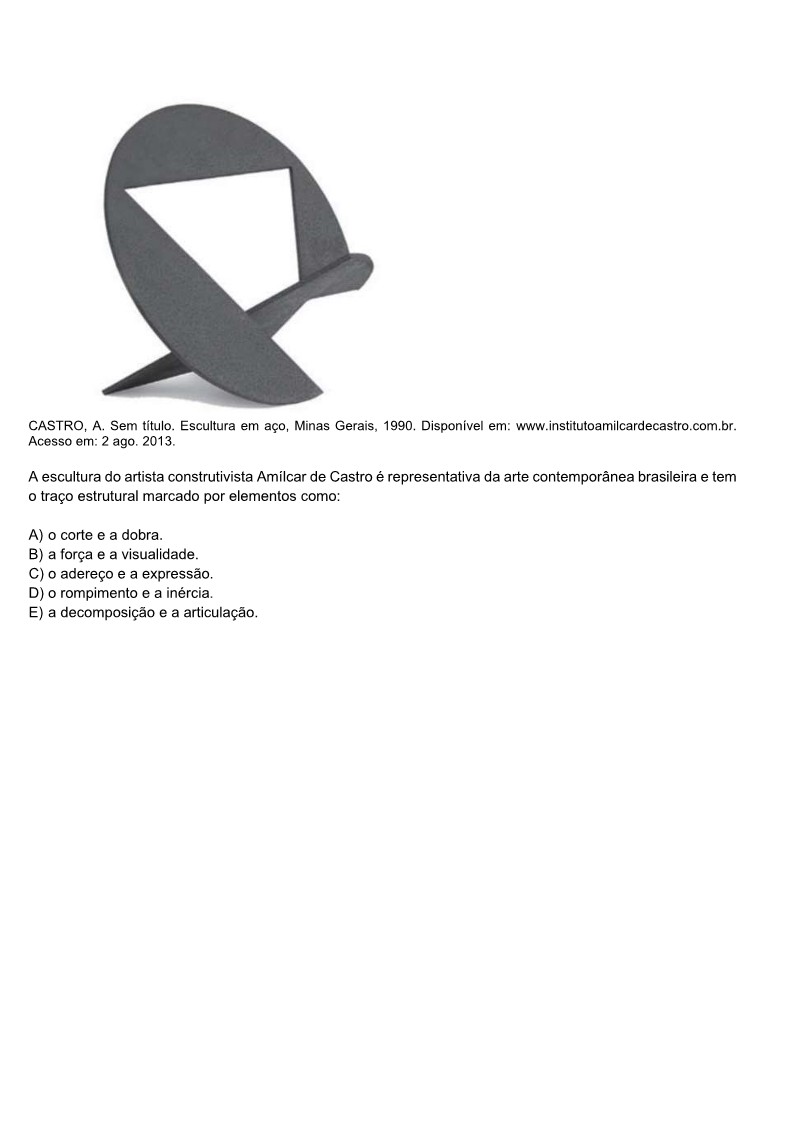 CASTRO, A. Sem título. Escultura em aço, Minas Gerais, 1990. Disponível em: www.institutoamilcardecastro.com.br.
Acesso em: 2 ago. 2013.
A escultura do artista construtivista Amílcar de Castro é representativa da arte contemporânea brasileira e tem
o traço estrutural marcado por elementos como:
A) o corte e a dobra.
B) a força e a visualidade.
C) o adereço e a expressão.
D) o rompimento e a inércia.
E) a decomposição e a articulação.